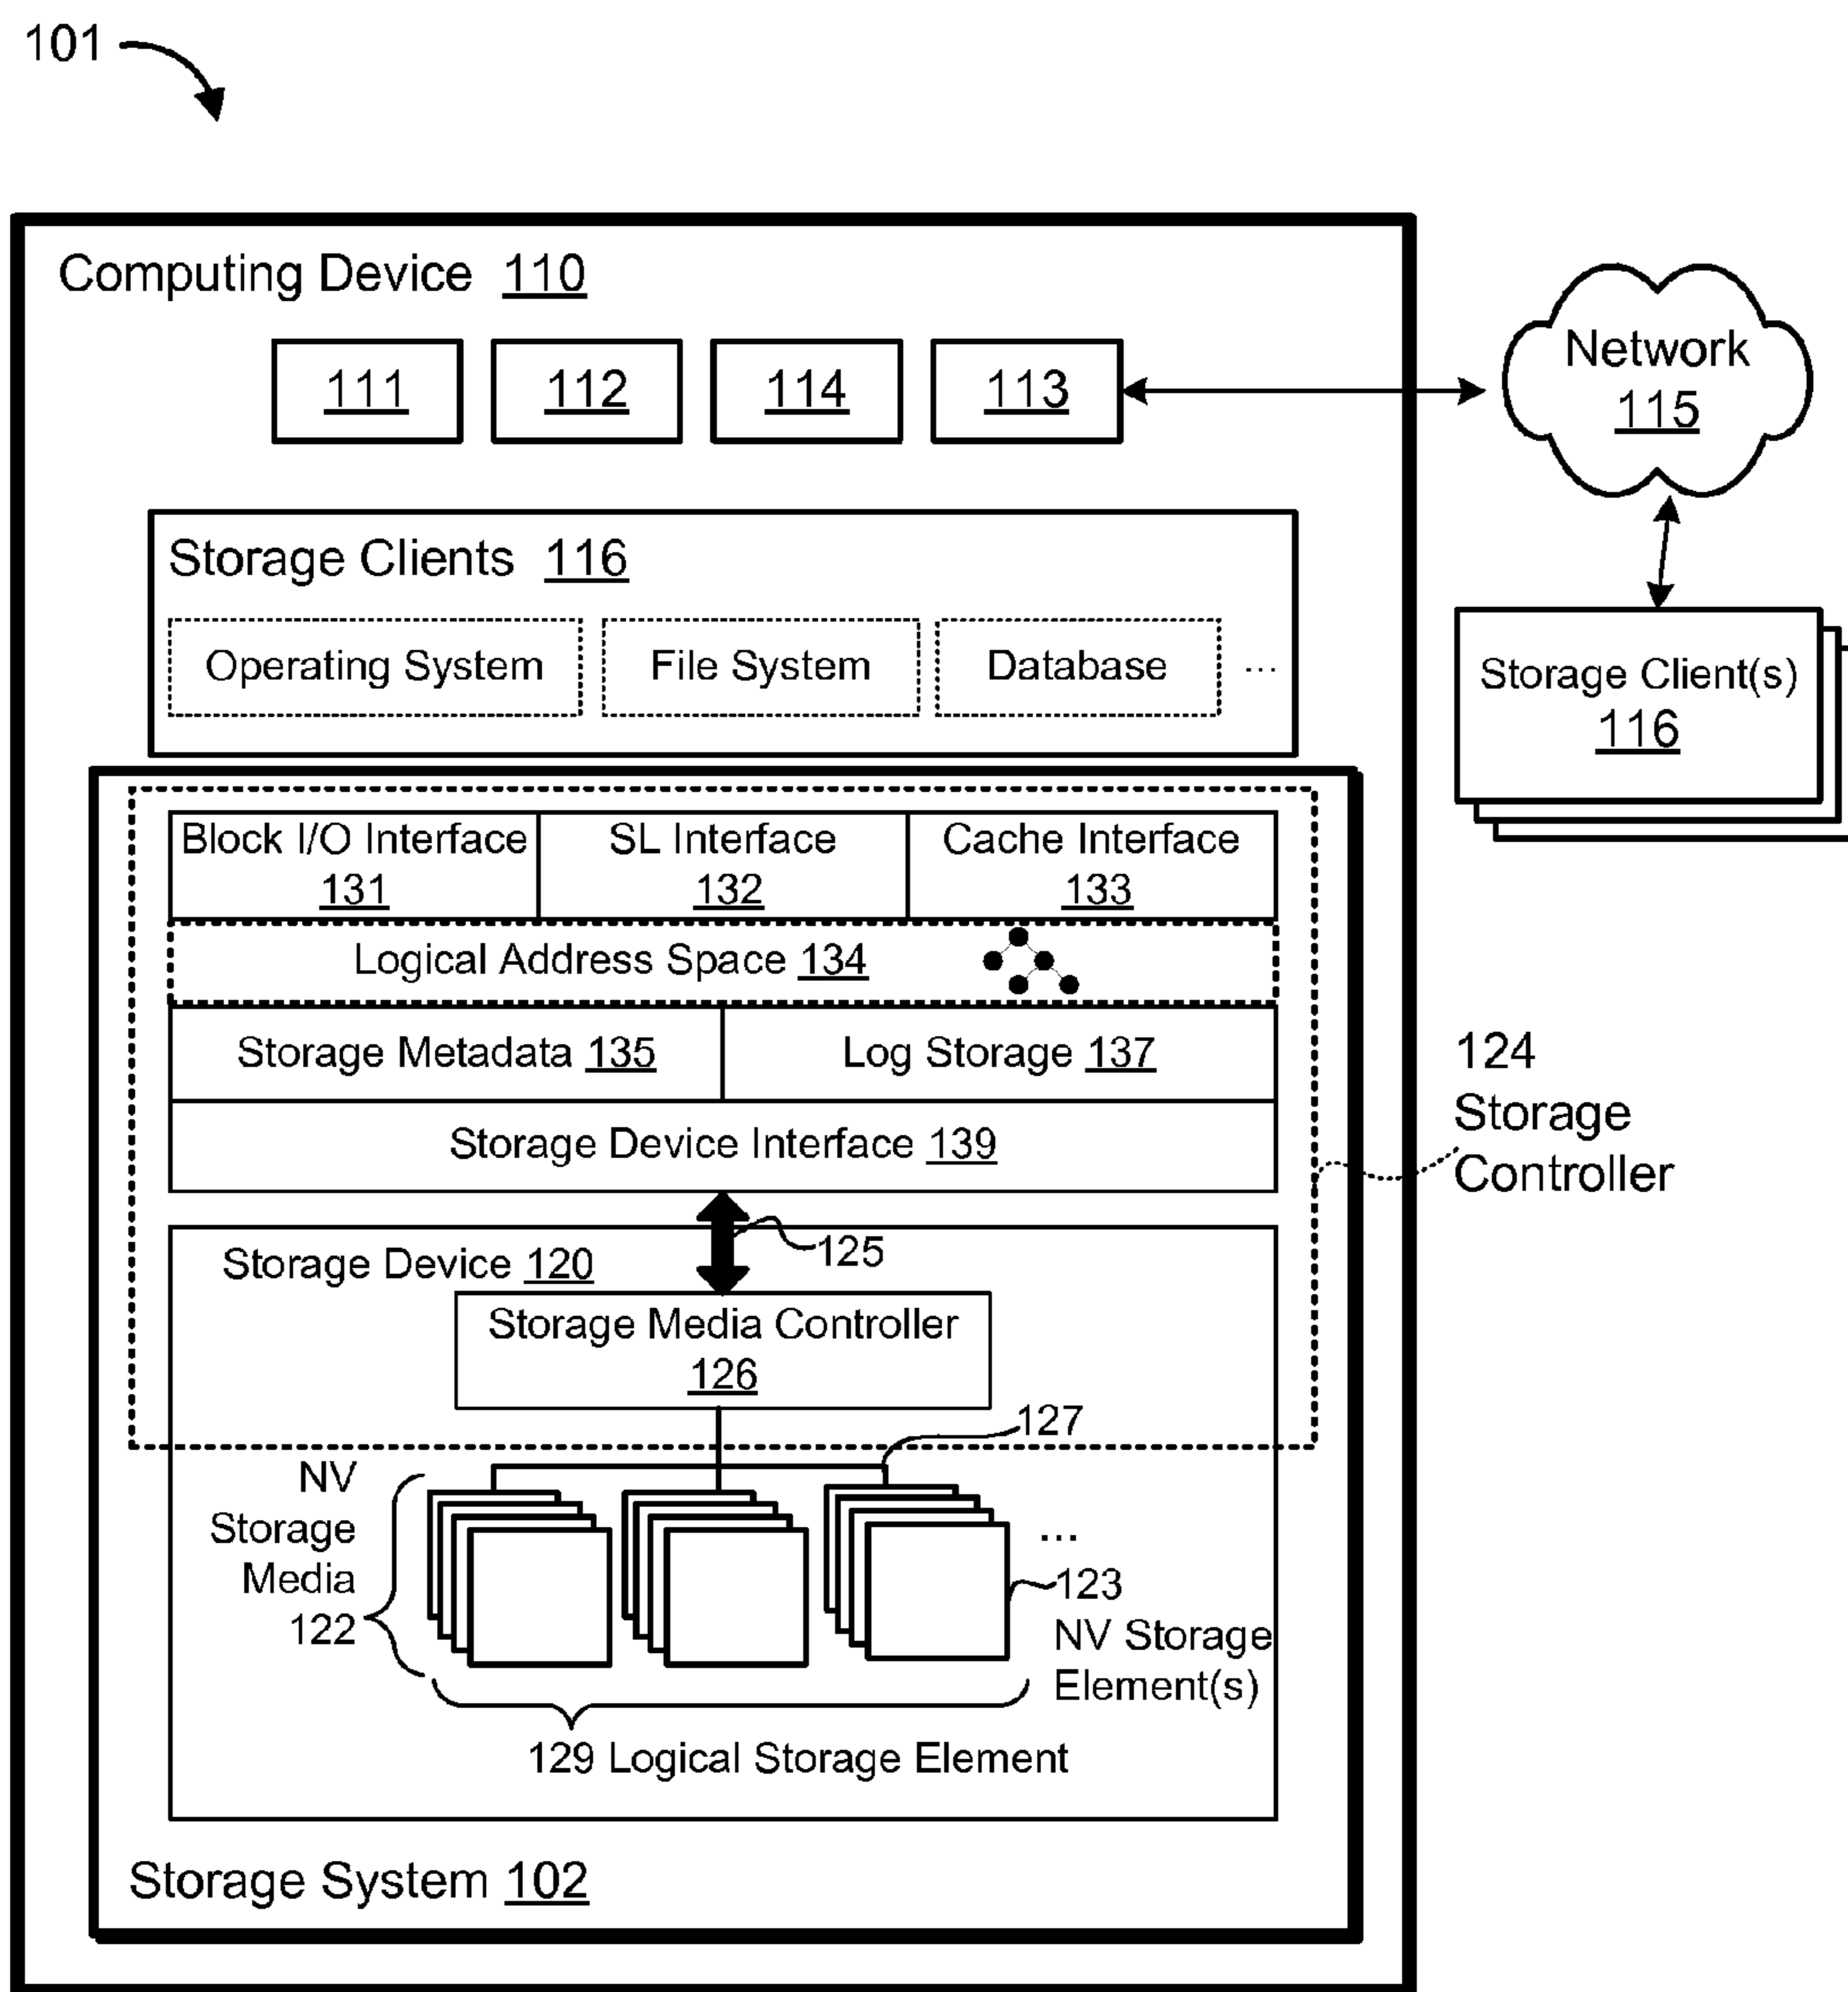 101
Computing Device 110
111 112 114 113
Network
115
Storage Clients 116
Operating System File System Database ...
Storage Client(s)
116
Block I/O Interface
131
SL Interface
132
Cache Interface
133
Logical Address Space 134
Storage Metadata 135 Log Storage 137
124
Storage
Controller
Storage Device Interface 139
125
Storage Device 120
Storage Media Controller
126
127
NV
Storage
Media
122
...
123
NV Storage
Element(s)
129 Logical Storage Element
Storage System 102